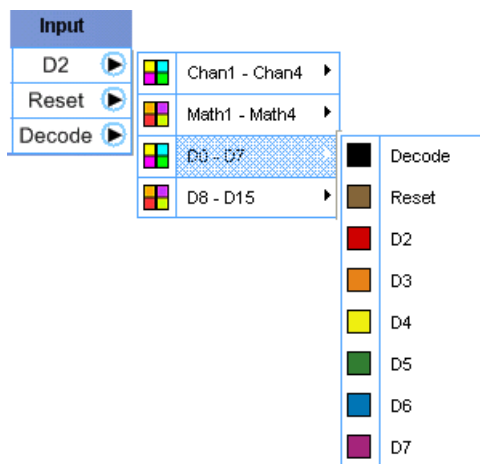 Input
D2
Reset
Decode
Chan1 - Chan4
Math1 - Math4
D0 - D7
D8 - D15
Decode
Reset
D2
D3
D4
D5
D6
D7